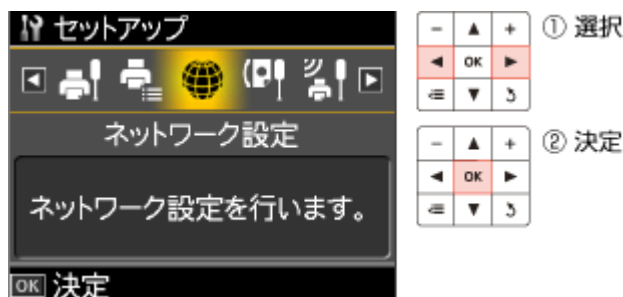 セットアップ
ネットワーク設定
ネットワーク設定を行います。
OK 決定
① 選択
OK
② 決定
OK